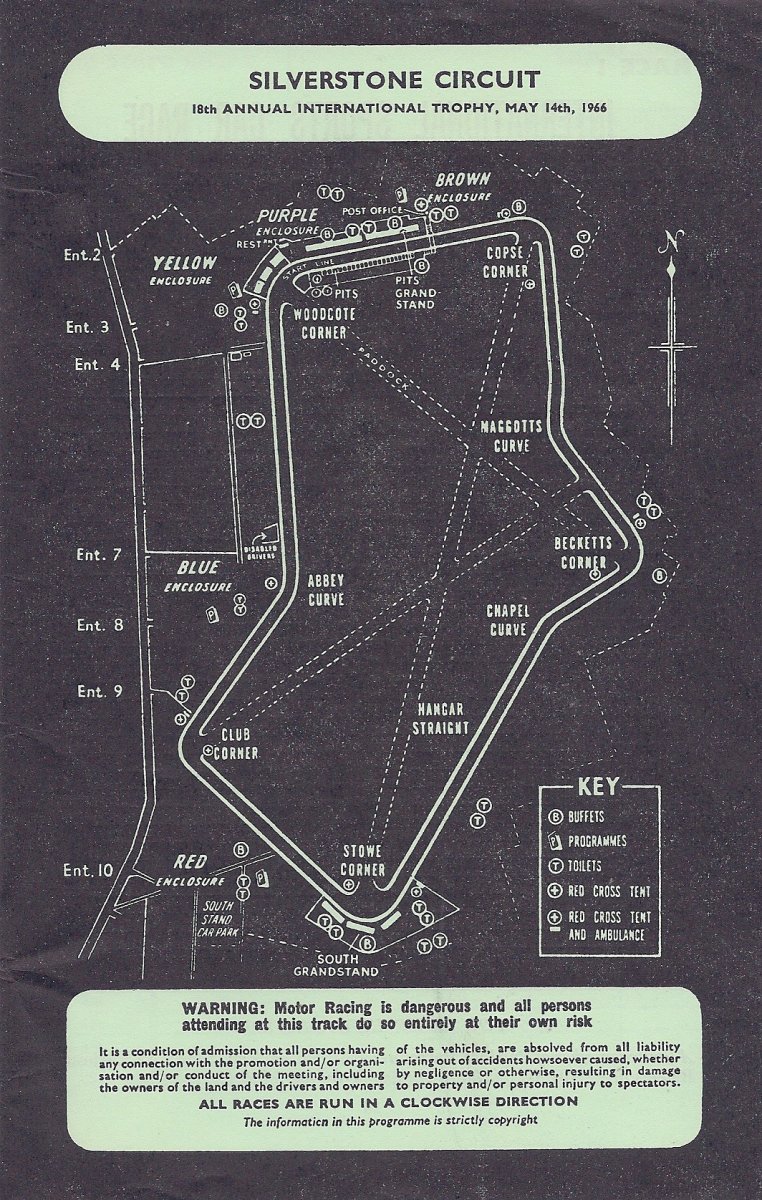 SILVERSTONE CIRCUIT
18th ANNUAL INTERNATIONAL TROPHY, MAY 14th, 1966
BROWN
ENCLOSURE
P
T T
PURPLE
ENCLOSURE
POST OFFICE
T T
B
REST RNT
B
T T
B
Ent.2
YELLOW
ENCLOSURE
START LINE
COPSE
CORNER
T
T
N
P
PITS
B
PITS
GRAND
STAND
B
T
T
WOODCOTE
CORNER
Ent. 3
Ent. 4
PADDOCK
T T
MAGGOTTS
CURVE
T
T
DISABLED
DRIVERS
BECKETTS
CORNER
Ent. 7
BLUE
ENCLOSURE
ABBEY
CURVE
B
P
T
T
CHAPEL
CURVE
Ent. 8
Ent. 9
T
T
HANGAR
STRAIGHT
CLUB
CORNER
KEY
B BUFFETS
P PROGRAMMES
T TOILETS
RED CROSS TENT
RED CROSS TENT
AND AMBULANCE
T
T
STOWE
CORNER
B
Ent.10
RED
ENCLOSURE
T
T
P
SOUTH
STAND
CAR PARK
T
T
T
T
B
T T
SOUTH
GRANDSTAND
WARNING: Motor Racing is dangerous and all persons
attending at this track do so entirely at their own risk
It is a condition of admission that all persons having
any connection with the promotion and/or organi-
sation and/or conduct of the meeting, including
the owners of the land and the drivers and owners
of the vehicles, are absolved from all liability
arising out of accidents howsoever caused, whether
by negligence or otherwise, resulting in damage
to property and/or personal injury to spectators.
ALL RACES ARE RUN IN A CLOCKWISE DIRECTION
The information in this programme is strictly copyright